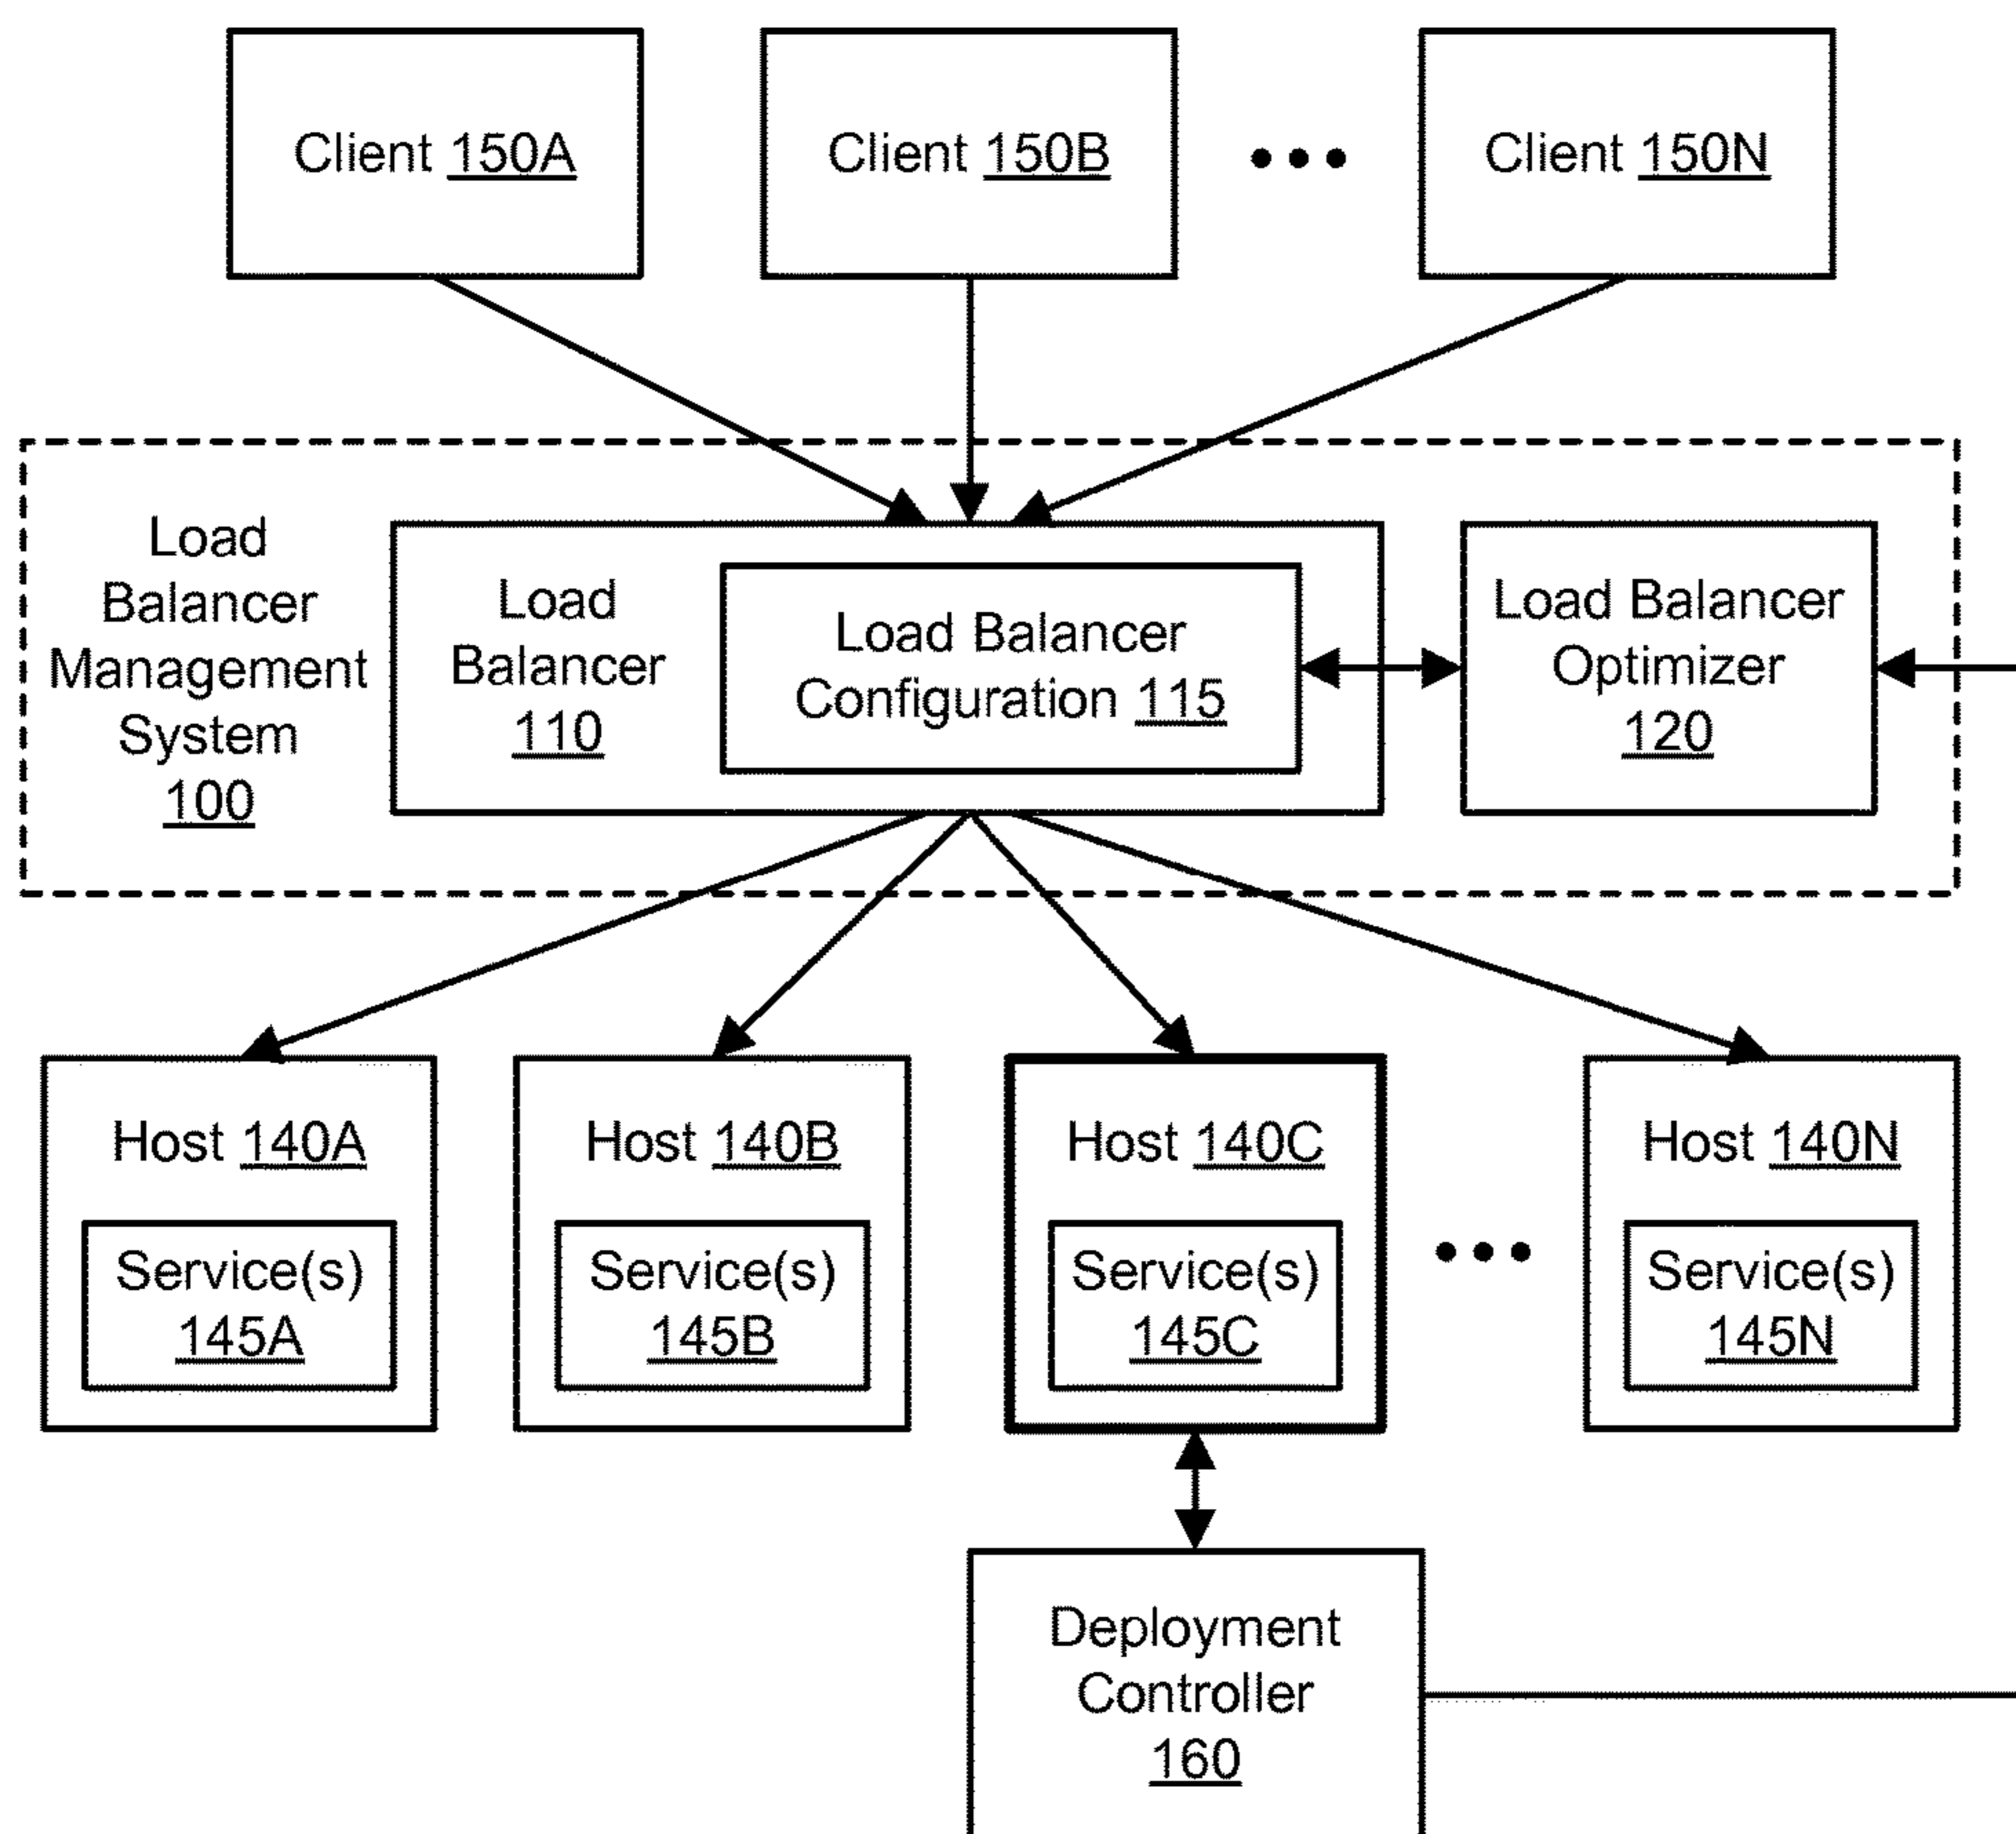 Client 150A
Client 150B
Client 150N
Load
Balancer
Management
System
100
Load
Balancer
110
Load Balancer
Configuration 115
Load Balancer
Optimizer
120
Host 140A
Service(s)
145A
Host 140B
Service(s)
145B
Host 140C
Service(s)
145C
Host 140N
Service(s)
145N
Deployment
Controller
160